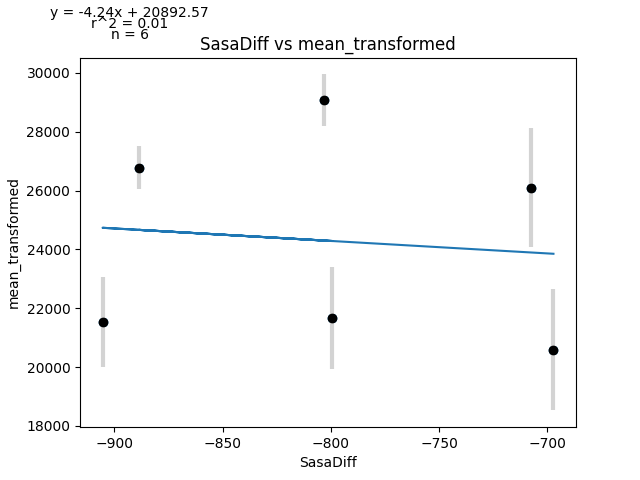 y = -4.24x + 20892.57
r^2 = 0.01
n = 6
SasaDiff vs mean_transformed
30000
28000
26000
24000
22000
20000
18000
mean_transformed
−900
−850
−800
−750
−700
SasaDiff